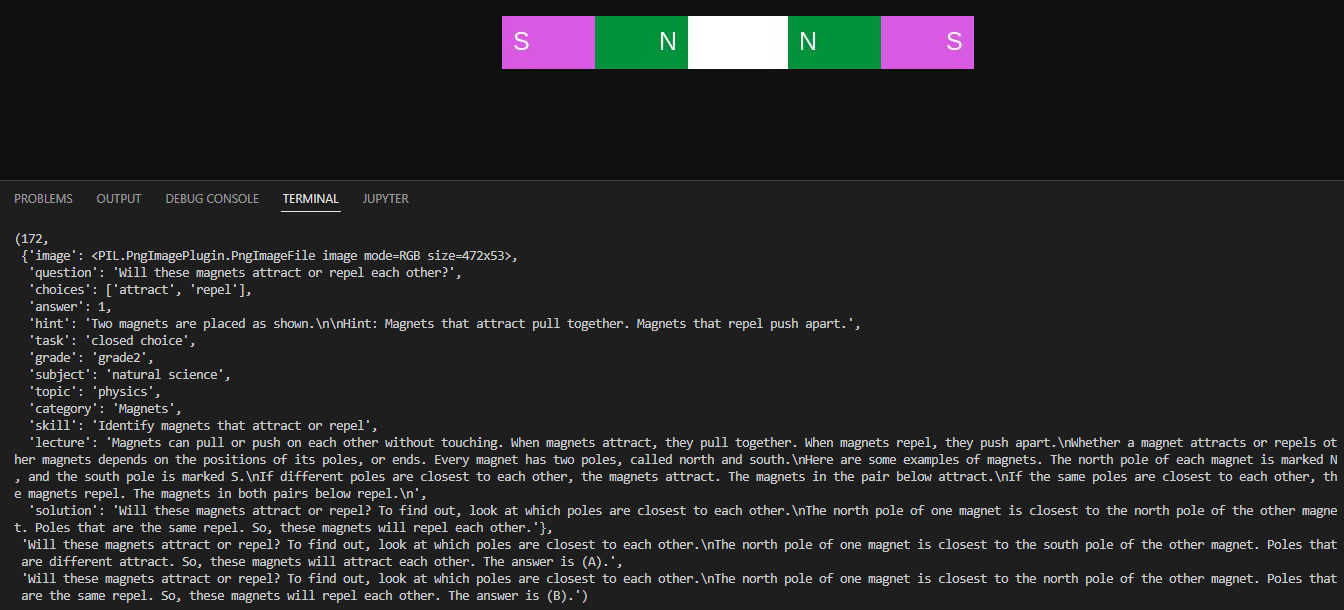 S N N S
PROBLEMS OUTPUT DEBUG CONSOLE TERMINAL JUPYTER
(172,
{'image': <PIL.PngImagePlugin.PngImageFile image mode=RGB size=472x53>,
'question': 'Will these magnets attract or repel each other?',
'choices': ['attract', 'repel'],
'answer': 1,
'hint': 'Two magnets are placed as shown.\n\nHint: Magnets that attract pull together. Magnets that repel push apart.',
'task': 'closed choice',
'grade': 'grade2',
'subject': 'natural science',
'topic': 'physics',
'category': 'Magnets',
'skill': 'Identify magnets that attract or repel',
'lecture': 'Magnets can pull or push on each other without touching. When magnets attract, they pull together. When magnets repel, they push apart.\nWhether a magnet attracts or repels ot
her magnets depends on the positions of its poles, or ends. Every magnet has two poles, called north and south.\nHere are some examples of magnets. The north pole of each magnet is marked N
, and the south pole is marked S.\nIf different poles are closest to each other, the magnets attract. The magnets in the pair below attract.\nIf the same poles are closest to each other, th
e magnets repel. The magnets in both pairs below repel.\n',
'solution': 'Will these magnets attract or repel? To find out, look at which poles are closest to each other.\nThe north pole of one magnet is closest to the north pole of the other magne
t. Poles that are the same repel. So, these magnets will repel each other.'},
'Will these magnets attract or repel? To find out, look at which poles are closest to each other.\nThe north pole of one magnet is closest to the south pole of the other magnet. Poles that
are different attract. So, these magnets will attract each other. The answer is (A).',
'Will these magnets attract or repel? To find out, look at which poles are closest to each other.\nThe north pole of one magnet is closest to the north pole of the other magnet. Poles that
are the same repel. So, these magnets will repel each other. The answer is (B).')